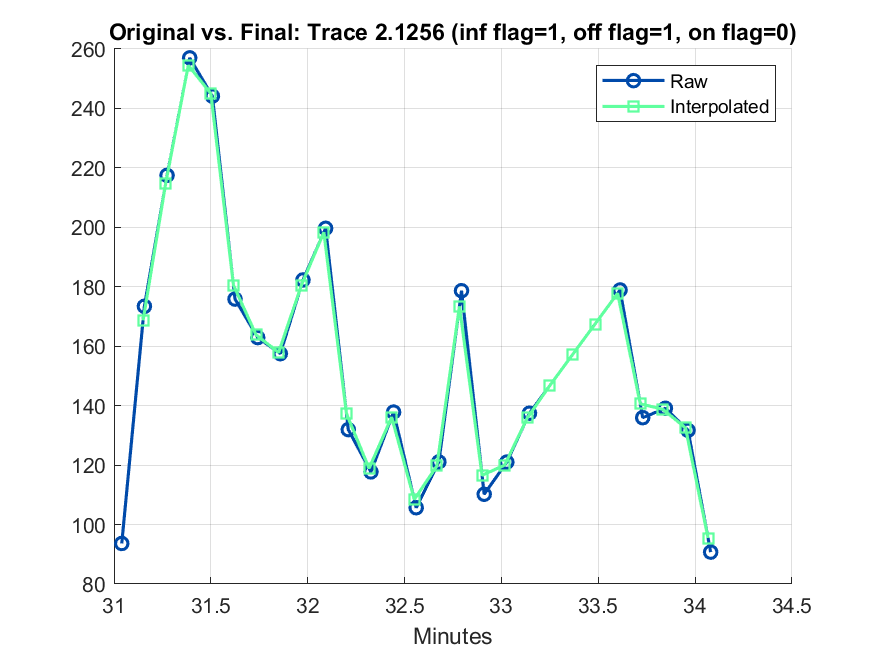 Original vs. Final: Trace 2.1256 (inf flag=1, off flag=1, on flag=0)
260
240
220
200
180
160
140
120
100
80
Raw
Interpolated
31 31.5 32 32.5 33 33.5 34 34.5
Minutes